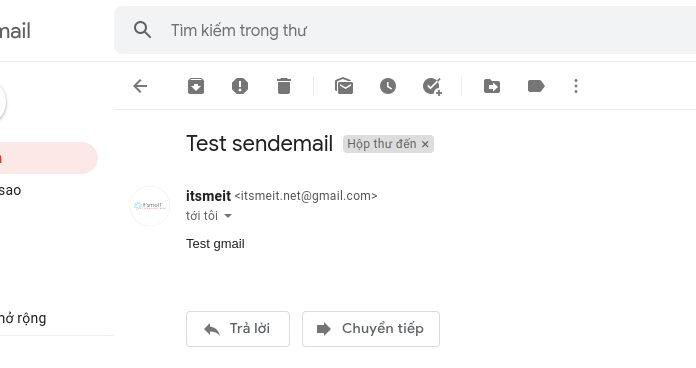 mail
Tìm kiếm trong thư
Test sendemail Hộp thư đến ×
sao
itsmeit <itsmeit.net@gmail.com>
tới tôi
Test gmail
mở rộng
Trả lời Chuyển tiếp